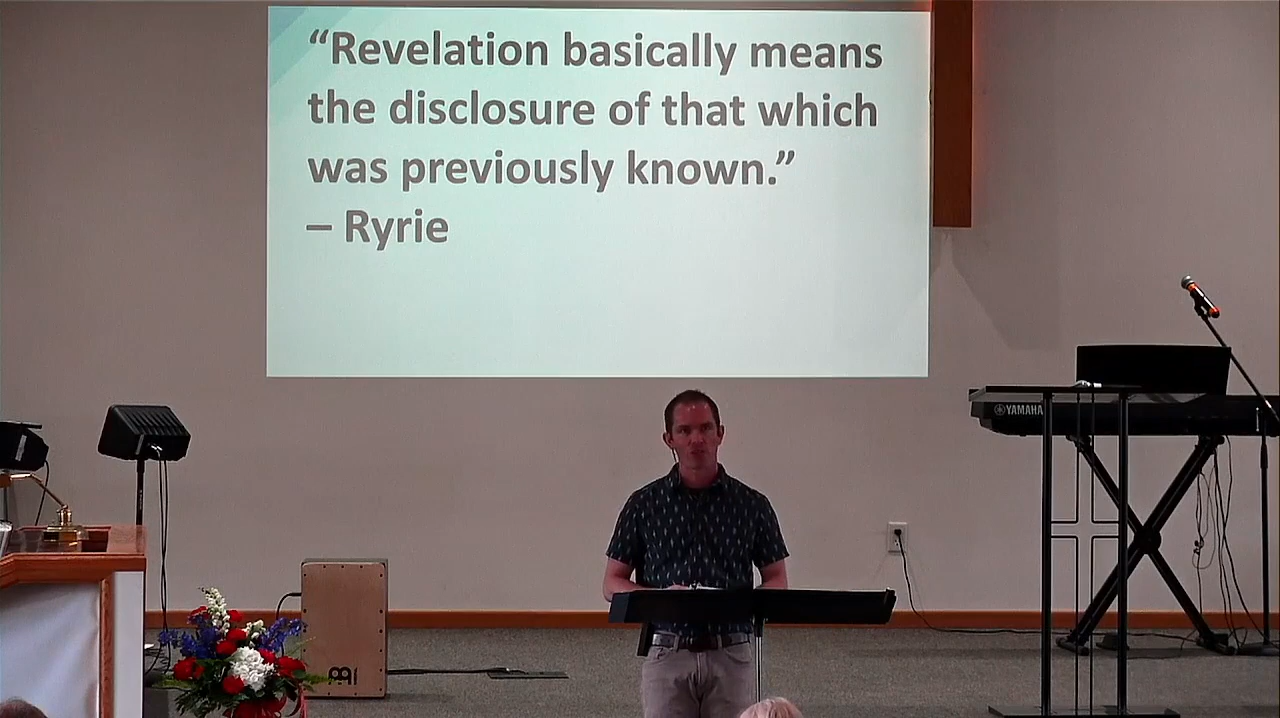 “Revelation basically means
the disclosure of that which
was previously known.”
– Ryrie
YAMAHA